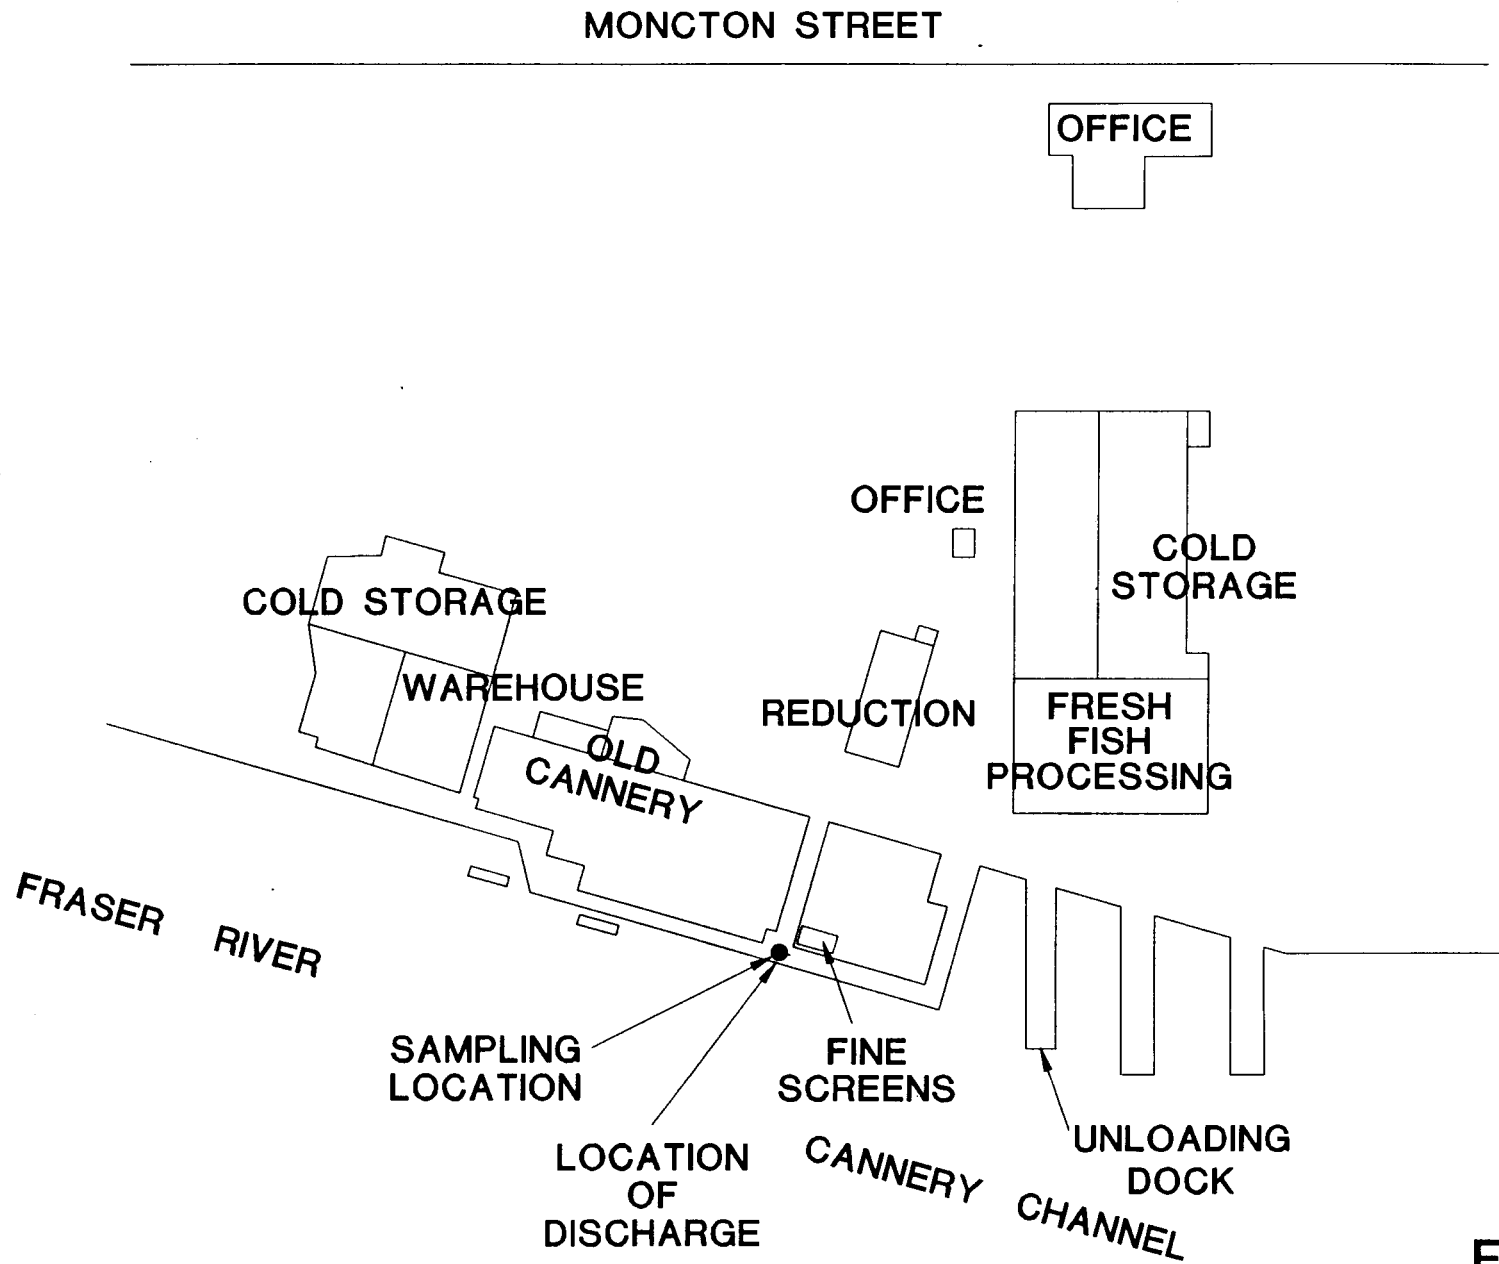 MONCTON STREET
OFFICE
OFFICE
COLD
STORAGE
COLD STORAGE
WAREHOUSE
REDUCTION
FRESH
FISH
PROCESSING
OLD
CANNERY
FRASER RIVER
SAMPLING
LOCATION
FINE
SCREENS
LOCATION
OF
DISCHARGE
UNLOADING
DOCK
CANNERY CHANNEL